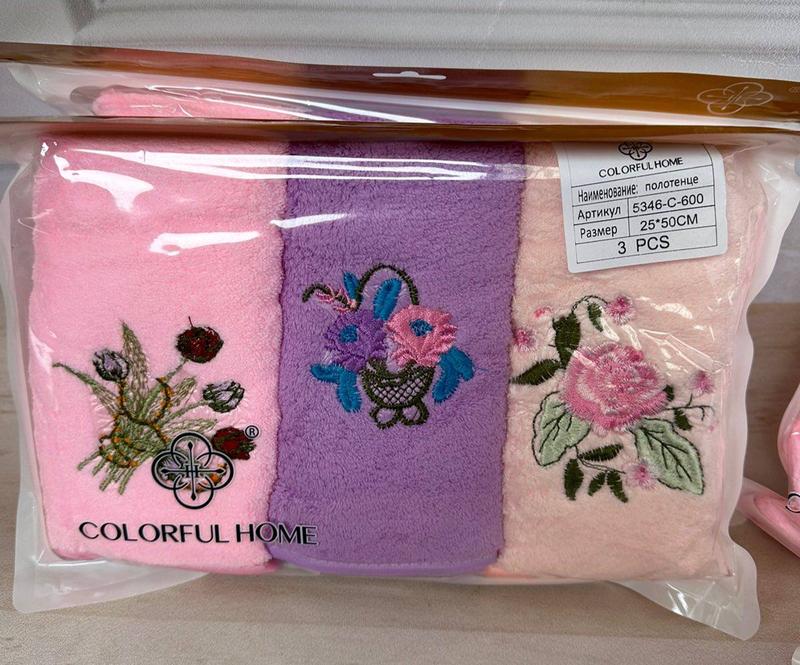 COLORFUL HOME
Наименование: полотенце
Артикул 5346-C-600
Размер 25*50CM
3 PCS
H
®
COLORFUL HOME